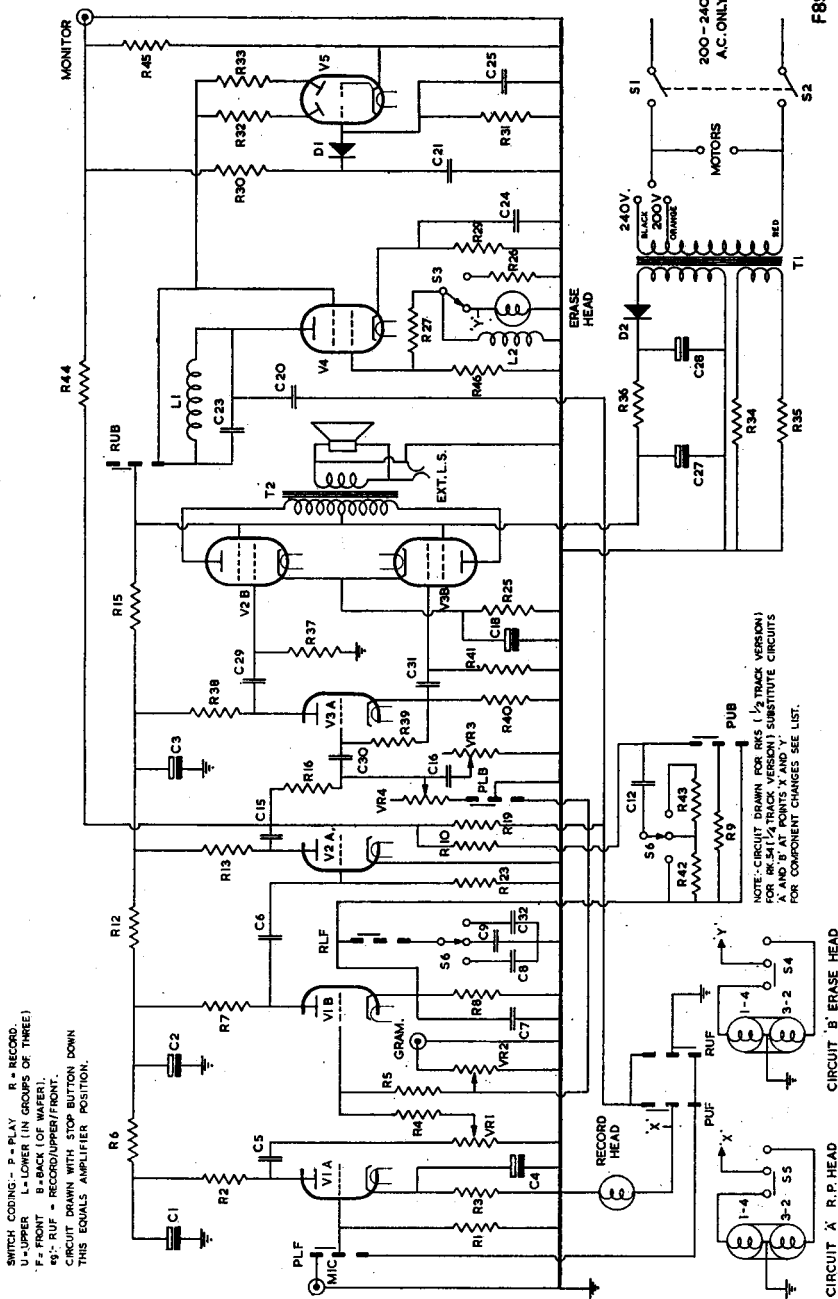 SWITCH CODING:- P = PLAY R = RECORD.
U = UPPER L = LOWER (IN GROUPS OF THREE)
F = FRONT B = BACK (OF WAFER).
eg:- RUF = RECORD/UPPER/FRONT.
CIRCUIT DRAWN WITH STOP BUTTON DOWN
THIS EQUALS AMPLIFIER POSITION.
MONITOR
R44
R45
RUB
L1
C23
C20
R30
R32
R33
D1
V5
C21
R31
C25
V4
R29
C24
R27
S3
R26
'Y'
L2
R46
ERASE
HEAD
T2
EXT. L.S.
R15
V2B
V3B
C3
R38
C29
R37
V3A
C31
R39
C30
R40
R41
C18
R25
R12
R13
C15
R16
V2A
VR4
C16
VR3
PLB
R19
R10
R23
C6
R6
C2
R7
V1B
RLF
S6
C9
C8
C32
R8
C7
GRAM.
VR2
R5
R4
VR1
C1
R2
C5
V1A
C4
R3
R1
PLF
MIC
RECORD
HEAD
'X'
PUF
RUF
C12
S6
R43
R42
R9
PUB
D2
R36
C28
C27
R34
R35
T1
240V.
BLACK
200V
ORANGE
RED
MOTORS
S1
S2
200-240
A.C. ONLY
F89
NOTE:- CIRCUIT DRAWN FOR RK5 (½ TRACK VERSION)
FOR RK.54 (¼ TRACK VERSION) SUBSTITUTE CIRCUITS
'A' AND 'B' AT POINTS 'X' AND 'Y'
FOR COMPONENT CHANGES SEE LIST.
'X'
1-4
3-2
S5
CIRCUIT 'A' R.P. HEAD
'Y'
1-4
3-2
S4
CIRCUIT 'B' ERASE HEAD